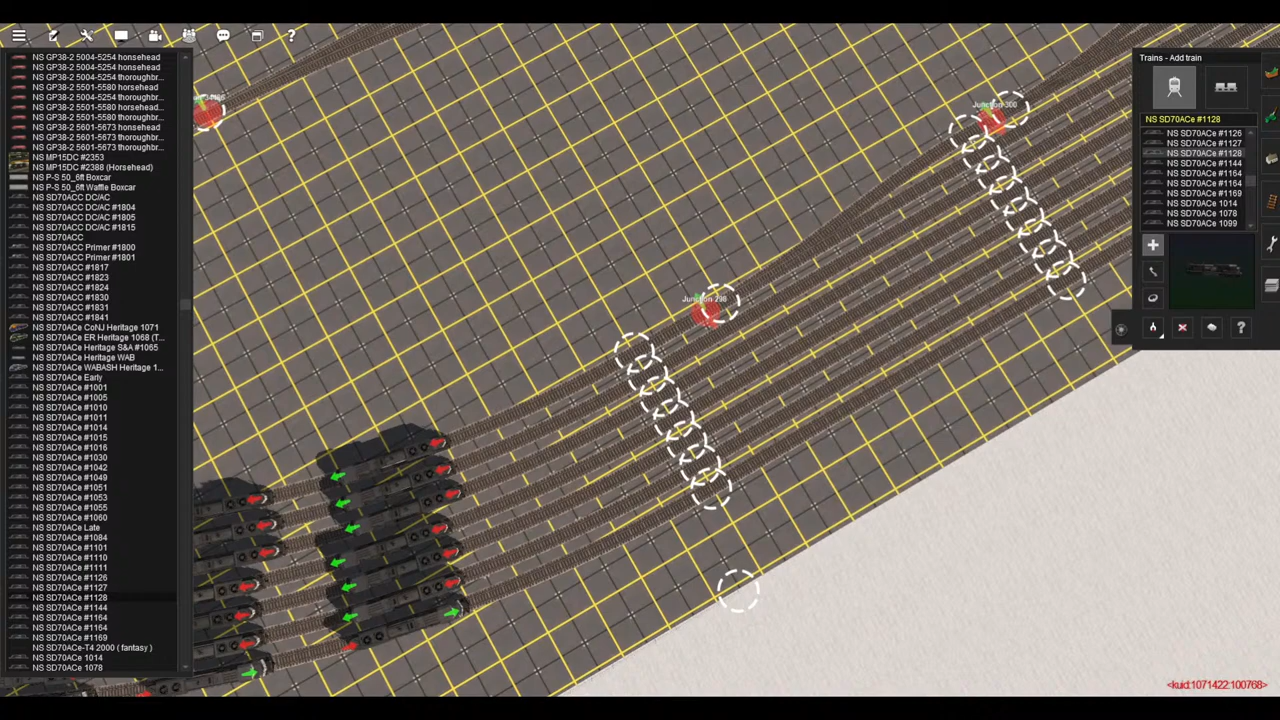 NS GP38-2 5004-5254 honsehead
NS GP38-2 5004-5254 horsehead
NS GP38-2 5004-5254 thoroughbr...
NS GP38-2 5501-5580 horsehead
NS GP38-2 5004-5254 thoroughbr...
NS GP38-2 5501-5580 horsehead...
NS GP38-2 5501-5580 thoroughbr...
NS GP38-2 5601-5673 horsehead
NS GP38-2 5601-5673 thoroughbr...
NS GP38-2 5601-5673 thoroughbr...
NS MP15DC #2353
NS MP15DC #2388 (Horsehead)
NS P-S 50_6ft Boxcar
NS P-S 50_6ft Waffle Boxcar
NS SD70ACC DC/AC
NS SD70ACC DC/AC #1804
NS SD70ACC DC/AC #1805
NS SD70ACC DC/AC #1815
NS SD70ACC
NS SD70ACC Primer #1800
NS SD70ACC Primer #1801
NS SD70ACC #1817
NS SD70ACC #1823
NS SD70ACC #1824
NS SD70ACC #1830
NS SD70ACC #1831
NS SD70ACC #1841
NS SD70ACe CoNJ Heritage 1071
NS SD70ACe ER Heritage 1068 (T...
NS SD70ACe Heritage S&A #1065
NS SD70ACe Heritage WAB
NS SD70ACe WABASH Heritage 1...
NS SD70ACe Early
NS SD70ACe #1001
NS SD70ACe #1005
NS SD70ACe #1010
NS SD70ACe #1011
NS SD70ACe #1014
NS SD70ACe #1015
NS SD70ACe #1016
NS SD70ACe #1030
NS SD70ACe #1042
NS SD70ACe #1049
NS SD70ACe #1051
NS SD70ACe #1053
NS SD70ACe #1055
NS SD70ACe #1060
NS SD70ACe Late
NS SD70ACe #1084
NS SD70ACe #1101
NS SD70ACe #1110
NS SD70ACe #1111
NS SD70ACe #1126
NS SD70ACe #1127
NS SD70ACe #1128
NS SD70ACe #1144
NS SD70ACe #1164
NS SD70ACe #1164
NS SD70ACe #1169
NS SD70ACe-T4 2000 ( fantasy )
NS SD70ACe 1014
NS SD70ACe 1078
Junction 300
Junction 298
Trains - Add train
NS SD70ACe #1128
NS SD70ACe #1126
NS SD70ACe #1127
NS SD70ACe #1128
NS SD70ACe #1144
NS SD70ACe #1164
NS SD70ACe #1164
NS SD70ACe #1169
NS SD70ACe 1014
NS SD70ACe 1078
NS SD70ACe 1099
<kuid:1071422:100768>